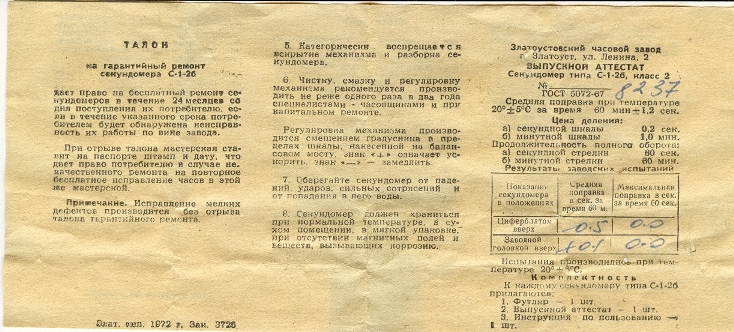 ТАЛОН
на гарантийный ремонт
секундомера С-1-2б
дает право на бесплатный ремонт се-
кундомеров в течение 24 месяцев со
дня поступления их потребителю, ес-
ли в течение указанного срока потре-
бителем будет обнаружена неисправ-
ность их работы по вине завода.
При отрыве талона мастерская ста-
вит на паспорте штамп и дату, что
дает право потребителю в случае не-
качественного ремонта на повторное
бесплатное исправление часов в этой
же мастерской.
Примечание. Исправление мелких
дефектов производится без отрыва
талона гарантийного ремонта.
Злат. тип. 1972 г. Зак. 3726
5. Категорически воспрещается
вскрытие механизма и разборка се-
кундомера.
6. Чистку, смазку и регулировку
механизма рекомендуется произво-
дить не реже одного раза в два года
специалистами - часовщиками и при
капитальном ремонте.
Регулировка механизма произво-
дится смещением градусника в пре-
делах шкалы, нанесенной на балан-
совом мосту, знак «+» означает ус-
корить, знак «—» — замедлить.
7. Оберегайте секундомер от паде-
ний, ударов, сильных сотрясений и
от попадания в него воды.
8. Секундомер должен храниться
при нормальной температуре, в су-
хом помещении, в мягкой упаковке,
при отсутствии магнитных полей и
веществ, вызывающих коррозию.
Златоустовский часовой завод
г. Златоуст, ул. Ленина, 2
ВЫПУСКНОЙ АТТЕСТАТ
Секундомер типа С-1-2б, класс 2
№ 8237
ГОСТ 5072-67
Средняя поправка при температуре
20°±5°С за время 60 мин±1,2 сек.
Цена деления:
а) секундной шкалы 0,2 сек.
б) минутной шкалы 1,0 мин.
Продолжительность полного оборота:
а) секундной стрелки 60 сек.
б) минутной стрелки 60 мин.
Результаты заводских испытаний
Показание секундомера в положениях
Средняя поправка в сек. за время 60 м.
Максимальная поправка в сек. за время 60 сек.
Циферблатом вверх -0.5 0.0
Заводной головкой вверх +0.1 0.0
Испытания производились при тем-
пературе 20°±5°С.
Комплектность
К каждому секундомеру типа С-1-2б
прилагаются:
1. Футляр — 1 шт.
2. Выпускной аттестат — 1 шт.
3. Инструкция по пользованию —
1 шт.